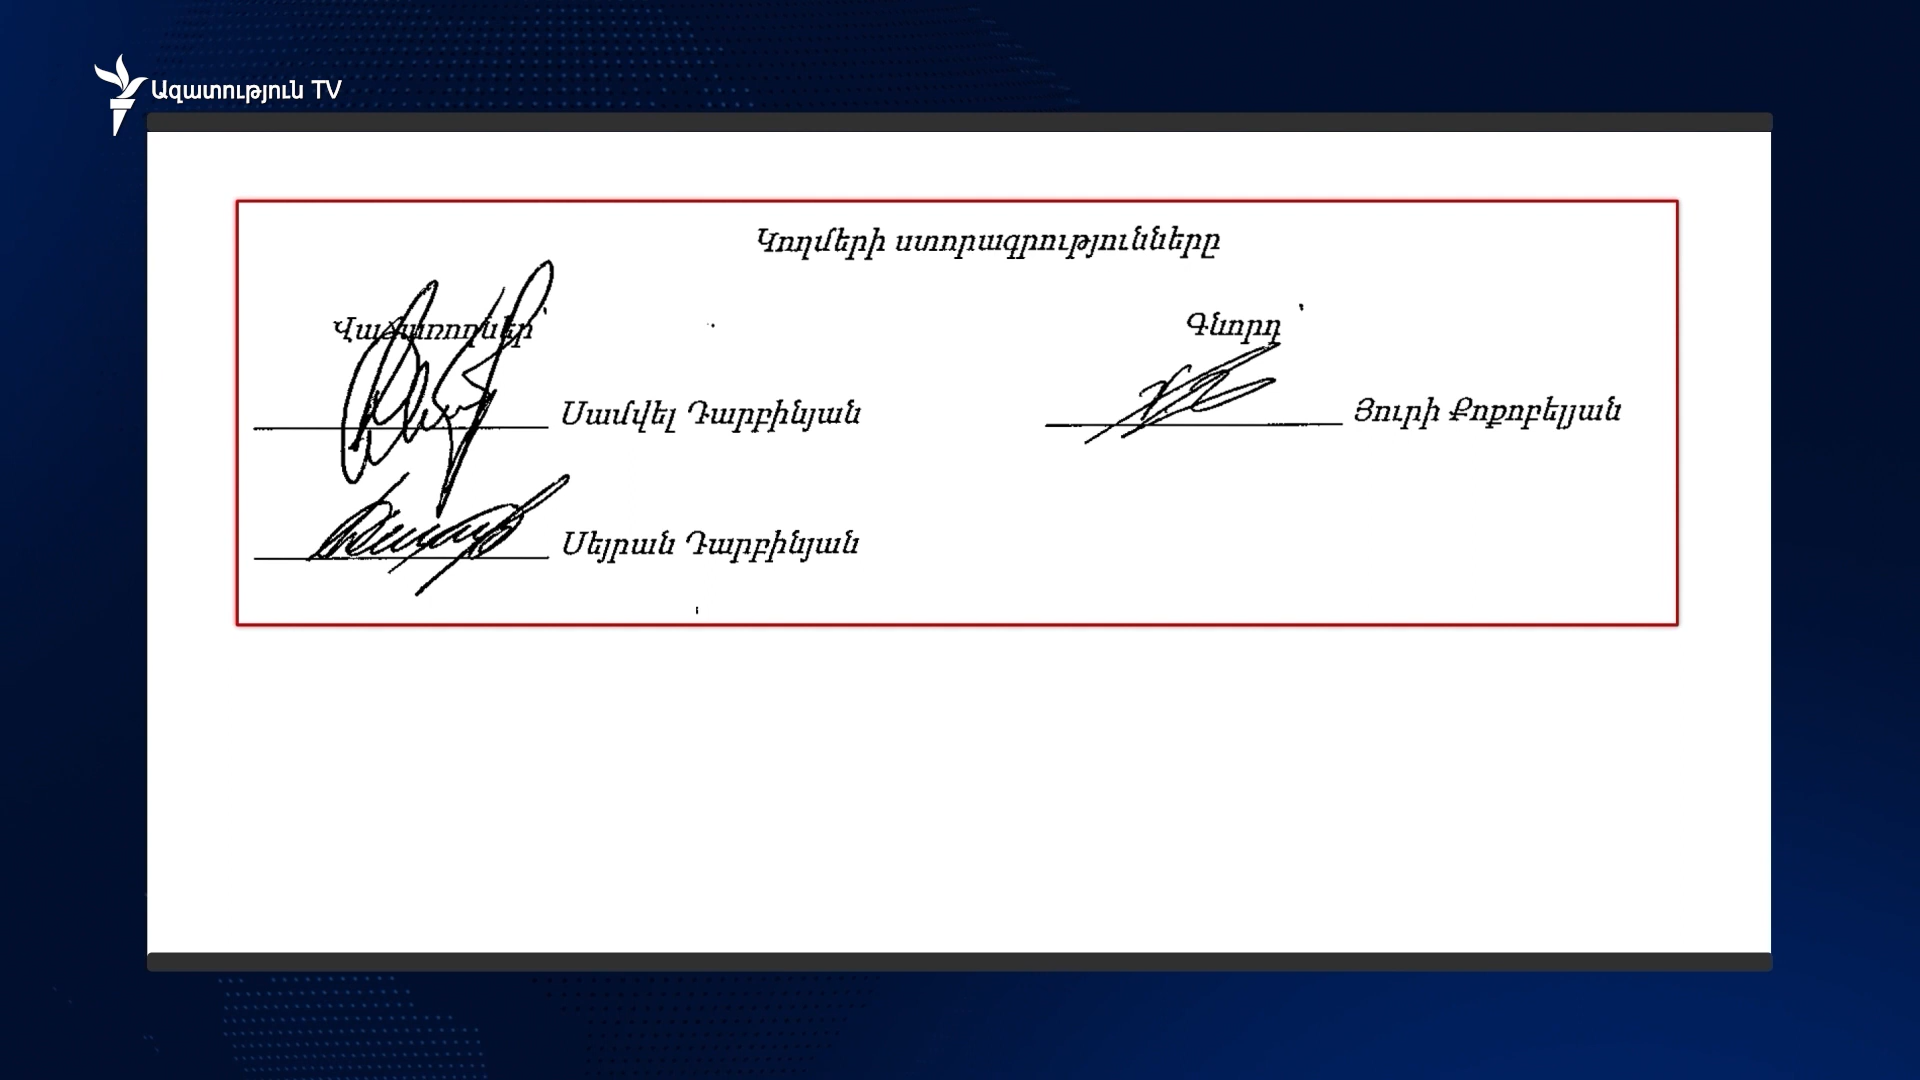 Ազատություն TV
Կողմերի ստորագրությունները
Վաճառողներ՝
Գնորդ՝
Սամվել Դարբինյան
Յուրի Քոքոբելյան
Սեյրան Դարբինյան